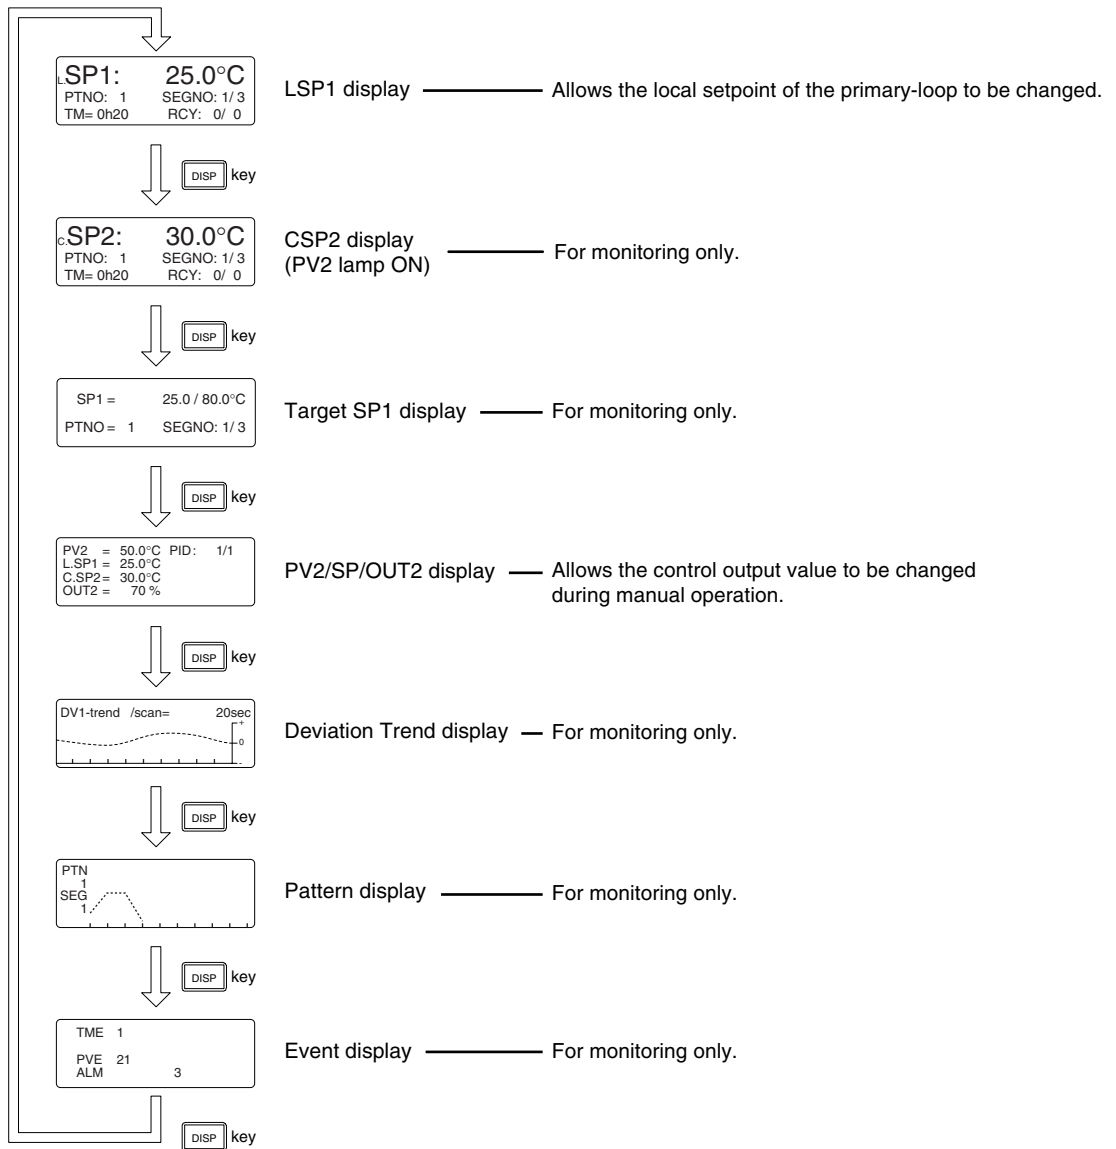 L.SP1: 25.0°C
PTNO: 1 SEGNO: 1/ 3
TM= 0h20 RCY: 0/ 0
LSP1 display
Allows the local setpoint of the primary-loop to be changed.
DISP key
C.SP2: 30.0°C
PTNO: 1 SEGNO: 1/ 3
TM= 0h20 RCY: 0/ 0
CSP2 display
(PV2 lamp ON)
For monitoring only.
DISP key
SP1 = 25.0 / 80.0°C
PTNO = 1 SEGNO: 1/ 3
Target SP1 display
For monitoring only.
DISP key
PV2 = 50.0°C PID: 1/1
L.SP1 = 25.0°C
C.SP2= 30.0°C
OUT2 = 70 %
PV2/SP/OUT2 display
Allows the control output value to be changed
during manual operation.
DISP key
DV1-trend /scan= 20sec
+
0
-
Deviation Trend display
For monitoring only.
DISP key
PTN
1
SEG
1
Pattern display
For monitoring only.
DISP key
TME 1
PVE 21
ALM 3
Event display
For monitoring only.
DISP key